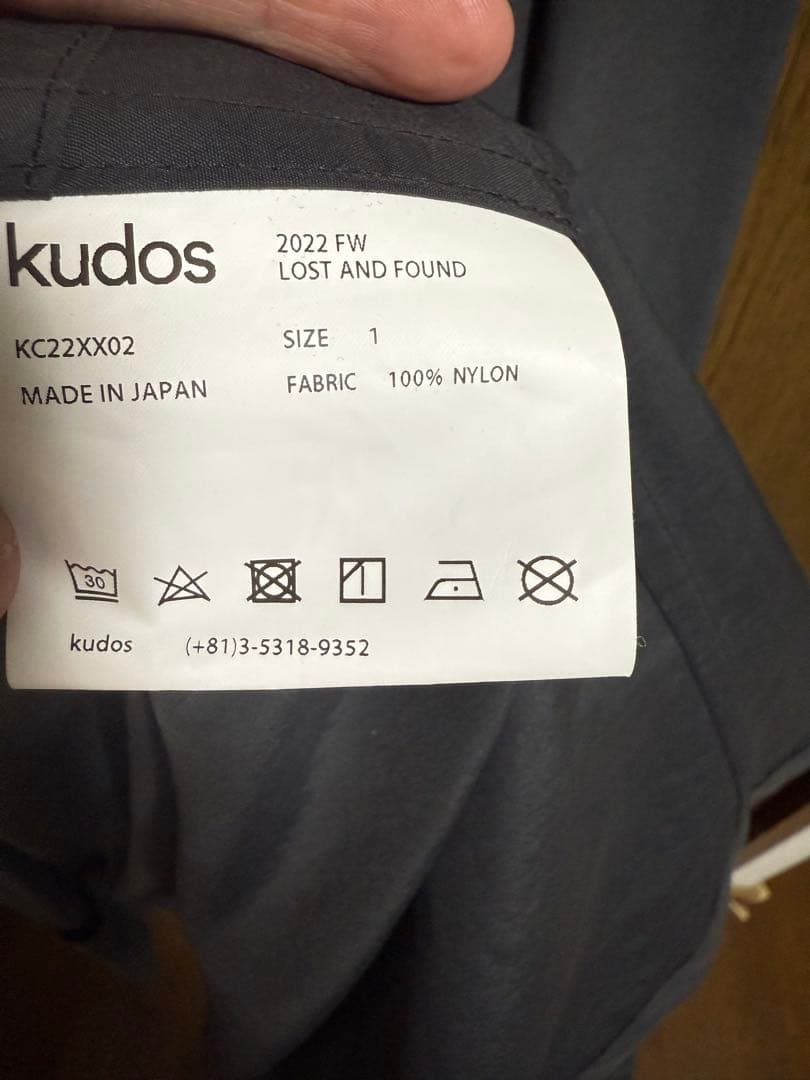 kudos
2022 FW
LOST AND FOUND
KC22XX02
SIZE 1
MADE IN JAPAN
FABRIC 100% NYLON
30
kudos (+81)3-5318-9352